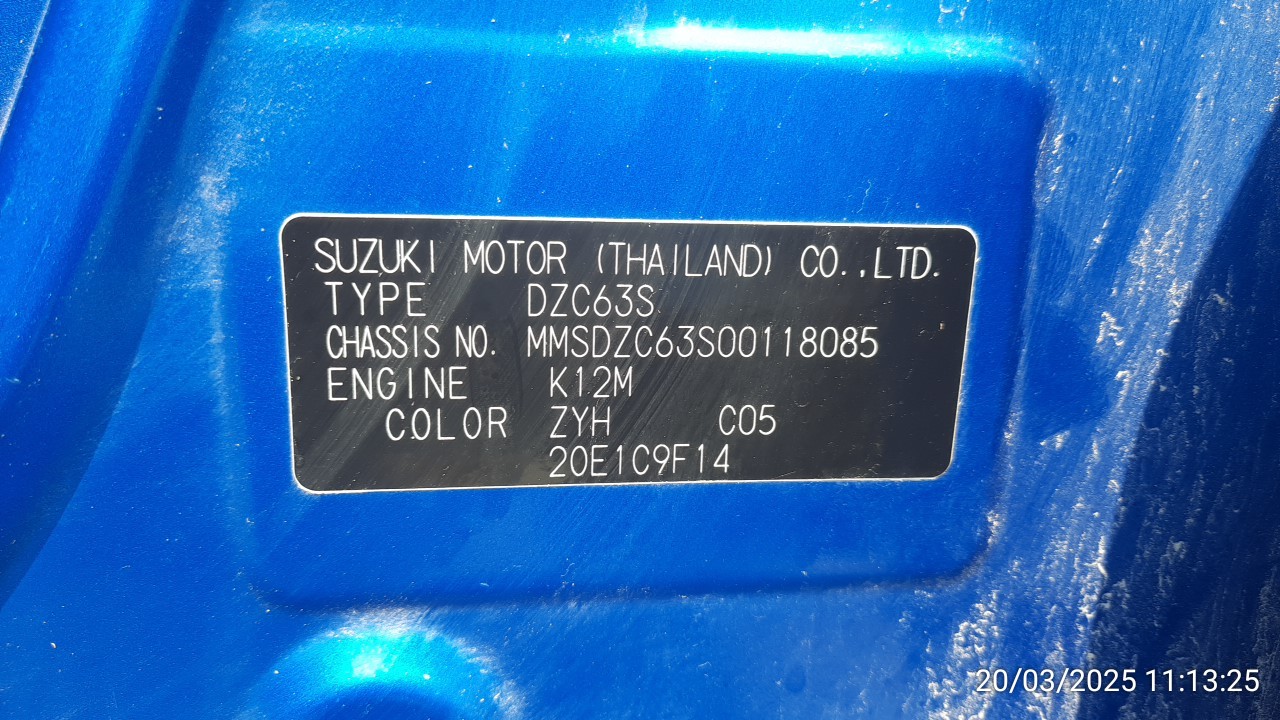 SUZUKI MOTOR (THAILAND) CO.,LTD.
TYPE DZC63S
CHASSIS NO. MMSDZC63S00118085
ENGINE K12M
COLOR ZYH C05
20E1C9F14
20/03/2025 11:13:25